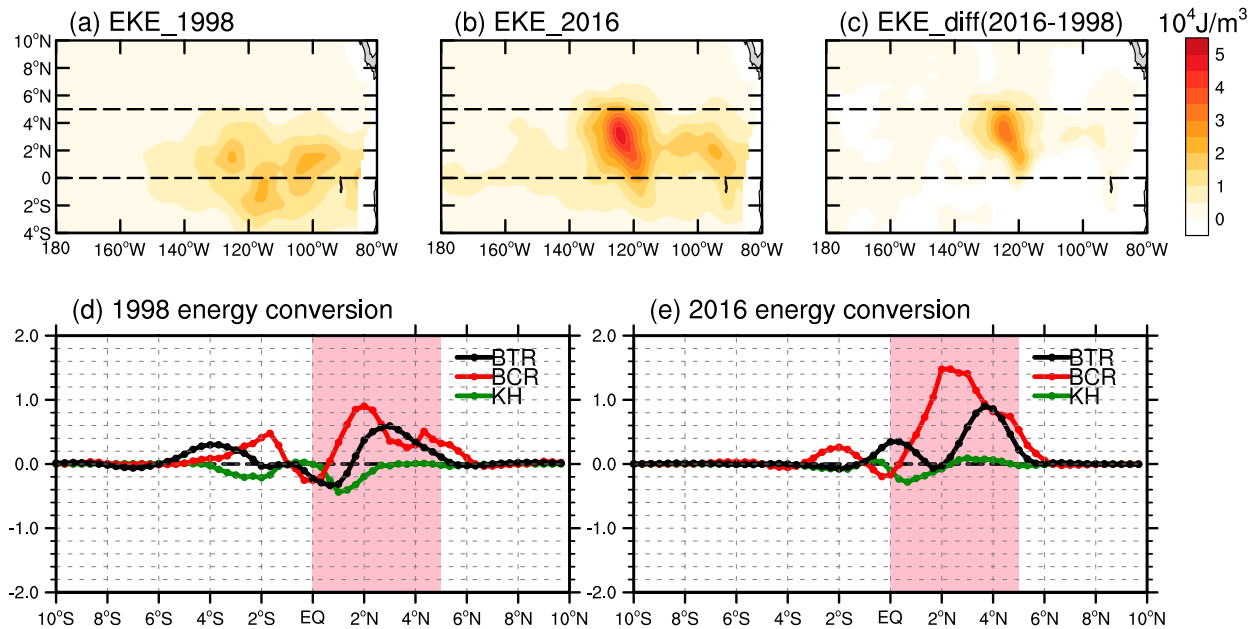 (a) EKE_1998
(b) EKE_2016
(c) EKE_diff(2016-1998)
10⁴J/m³
10°N
8°N
6°N
4°N
2°N
0
2°S
4°S
180 160°W 140°W 120°W 100°W 80°W
180 160°W 140°W 120°W 100°W 80°W
180 160°W 140°W 120°W 100°W 80°W
5
4
3
2
1
0
(d) 1998 energy conversion
2.0
1.0
0.0
-1.0
-2.0
BTR
BCR
KH
10°S 8°S 6°S 4°S 2°S EQ 2°N 4°N 6°N 8°N 10°N
(e) 2016 energy conversion
2.0
1.0
0.0
-1.0
-2.0
BTR
BCR
KH
10°S 8°S 6°S 4°S 2°S EQ 2°N 4°N 6°N 8°N 10°N